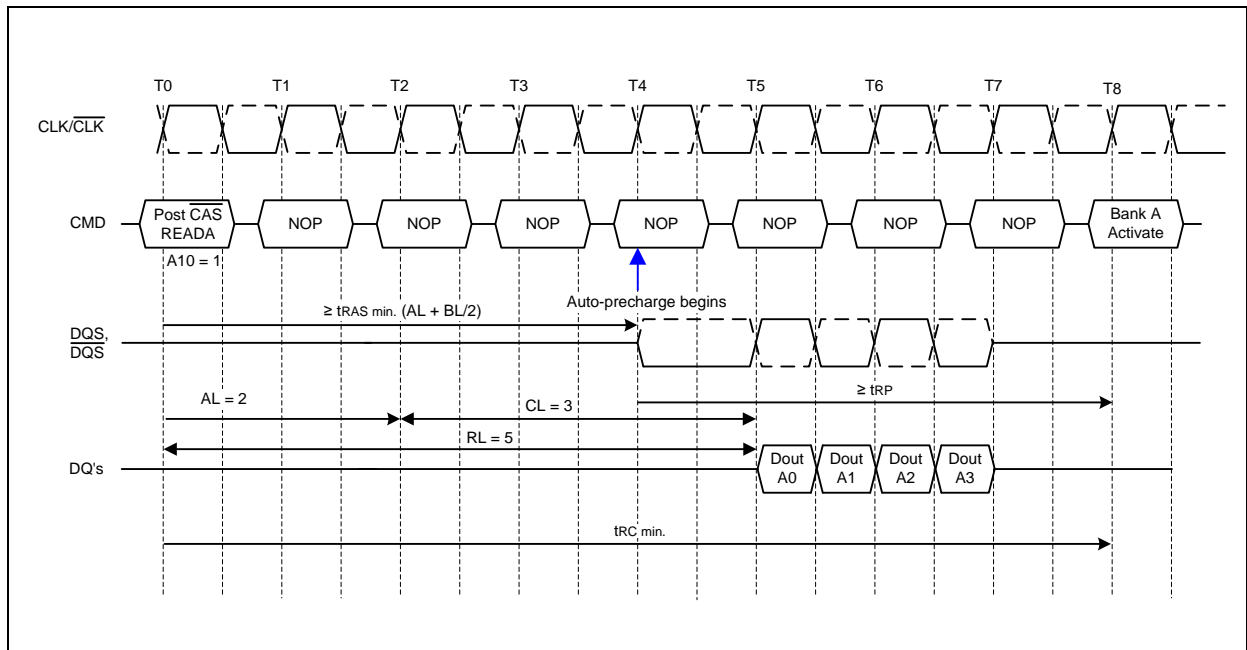 T0 T1 T2 T3 T4 T5 T6 T7 T8
CLK/CLK
CMD
Post CAS
READA
NOP NOP NOP NOP NOP NOP NOP
Bank A
Activate
A10 = 1
Auto-precharge begins
≥ tRAS min. (AL + BL/2)
DQS,
DQS
≥ tRP
AL = 2
CL = 3
RL = 5
DQ's
Dout
A0
Dout
A1
Dout
A2
Dout
A3
tRC min.